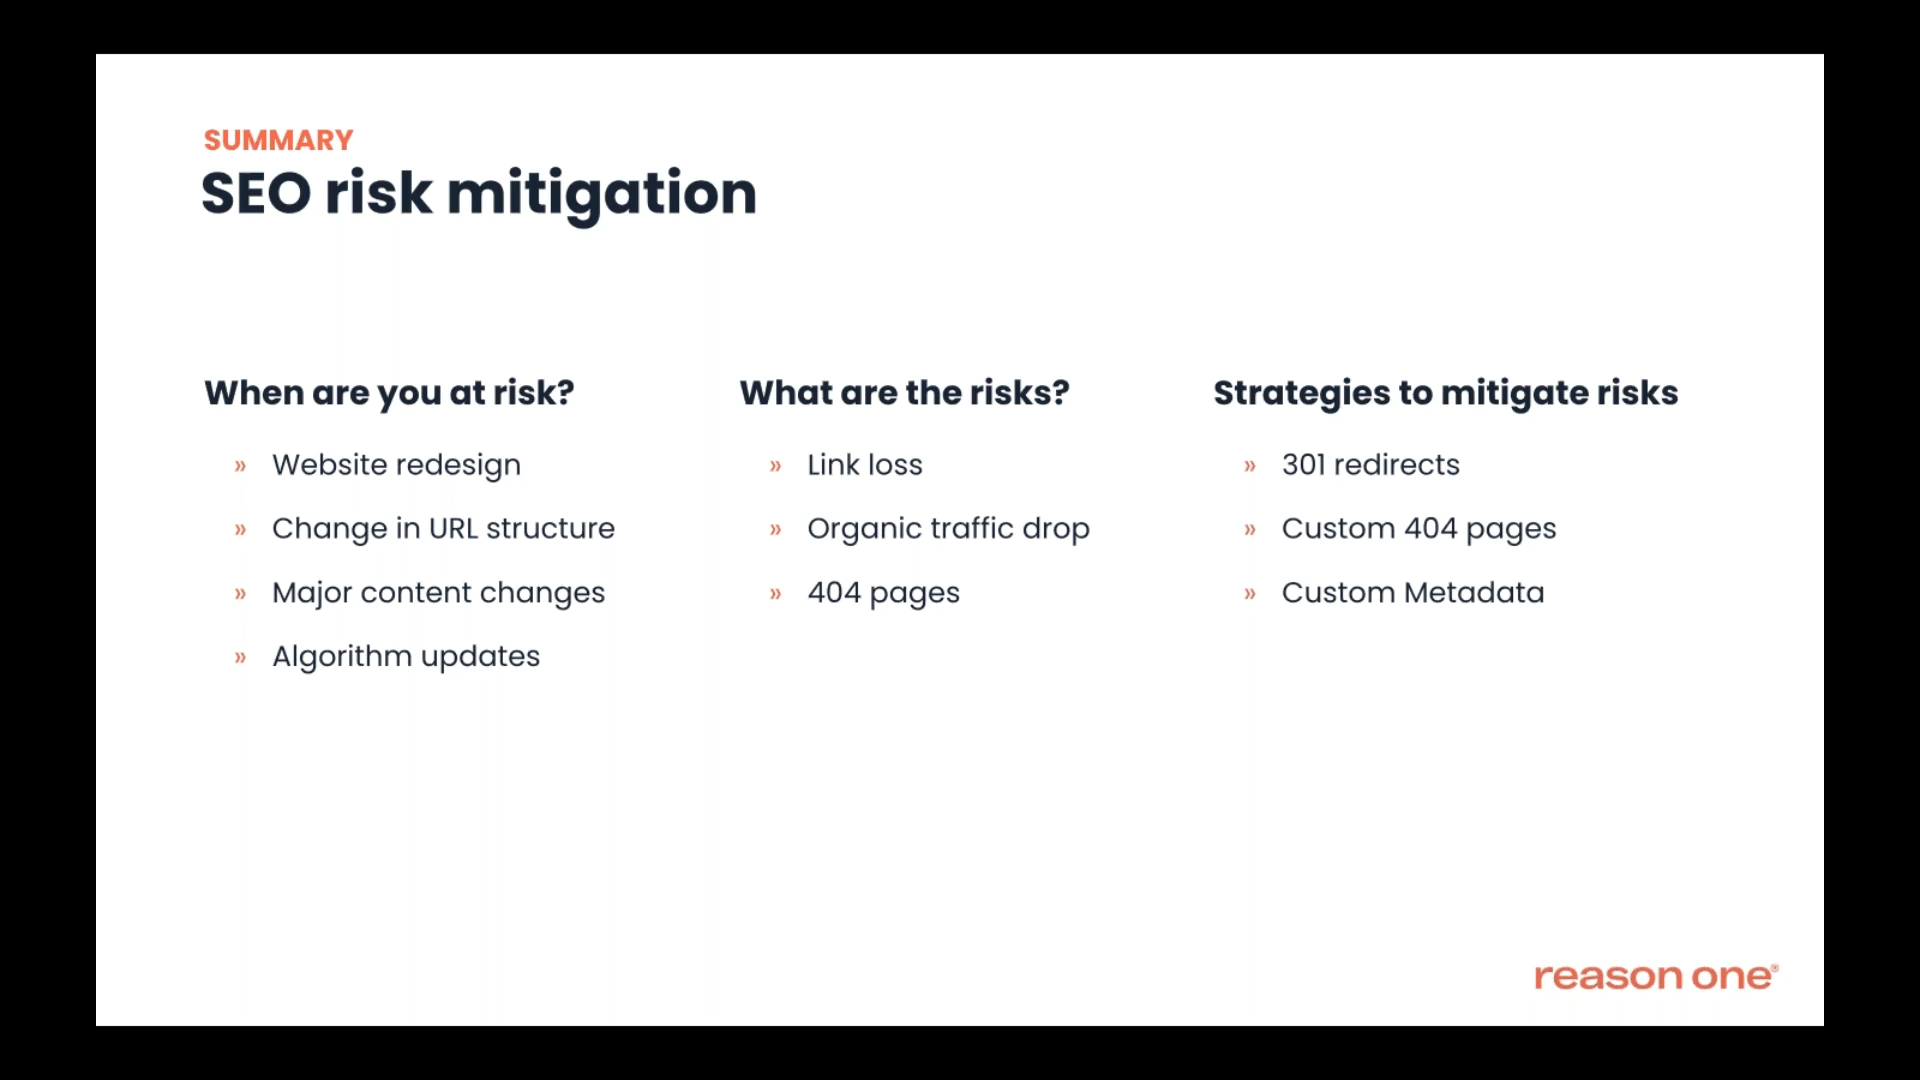 SUMMARY
SEO risk mitigation
When are you at risk?
» Website redesign
» Change in URL structure
» Major content changes
» Algorithm updates
What are the risks?
» Link loss
» Organic traffic drop
» 404 pages
Strategies to mitigate risks
» 301 redirects
» Custom 404 pages
» Custom Metadata
reason one®